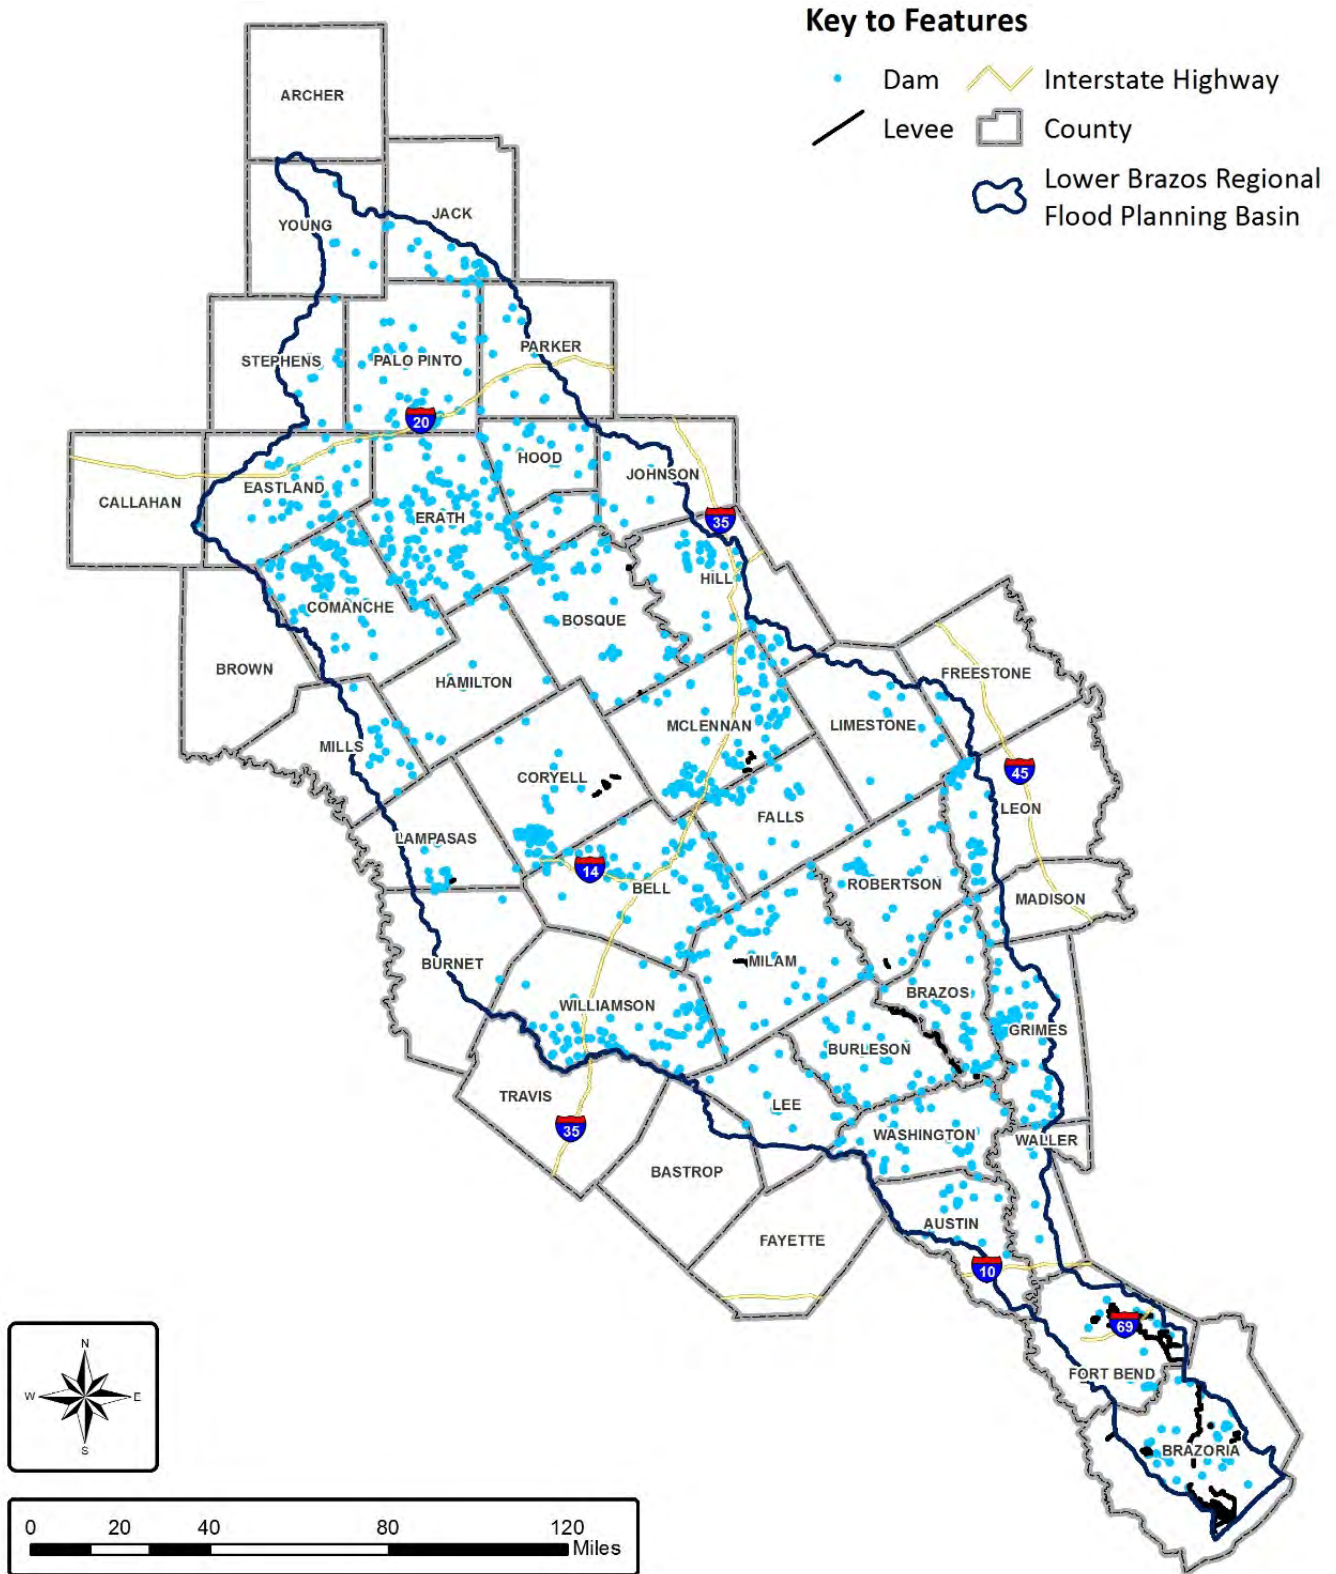 Key to Features
Dam
Interstate Highway
Levee
County
Lower Brazos Regional
Flood Planning Basin
ARCHER
YOUNG
JACK
STEPHENS
PALO PINTO
PARKER
20
CALLAHAN
EASTLAND
ERATH
HOOD
JOHNSON
35
COMANCHE
BOSQUE
HILL
BROWN
HAMILTON
FREESTONE
MILLS
MCLENNAN
LIMESTONE
CORYELL
45
LAMPASAS
FALLS
LEON
14
BELL
ROBERTSON
MADISON
BURNET
MILAM
WILLIAMSON
BRAZOS
BURLESON
GRIMES
TRAVIS
LEE
35
WASHINGTON
WALLER
BASTROP
FAYETTE
AUSTIN
10
69
FORT BEND
BRAZORIA
N
W
E
S
0 20 40 80 120
Miles